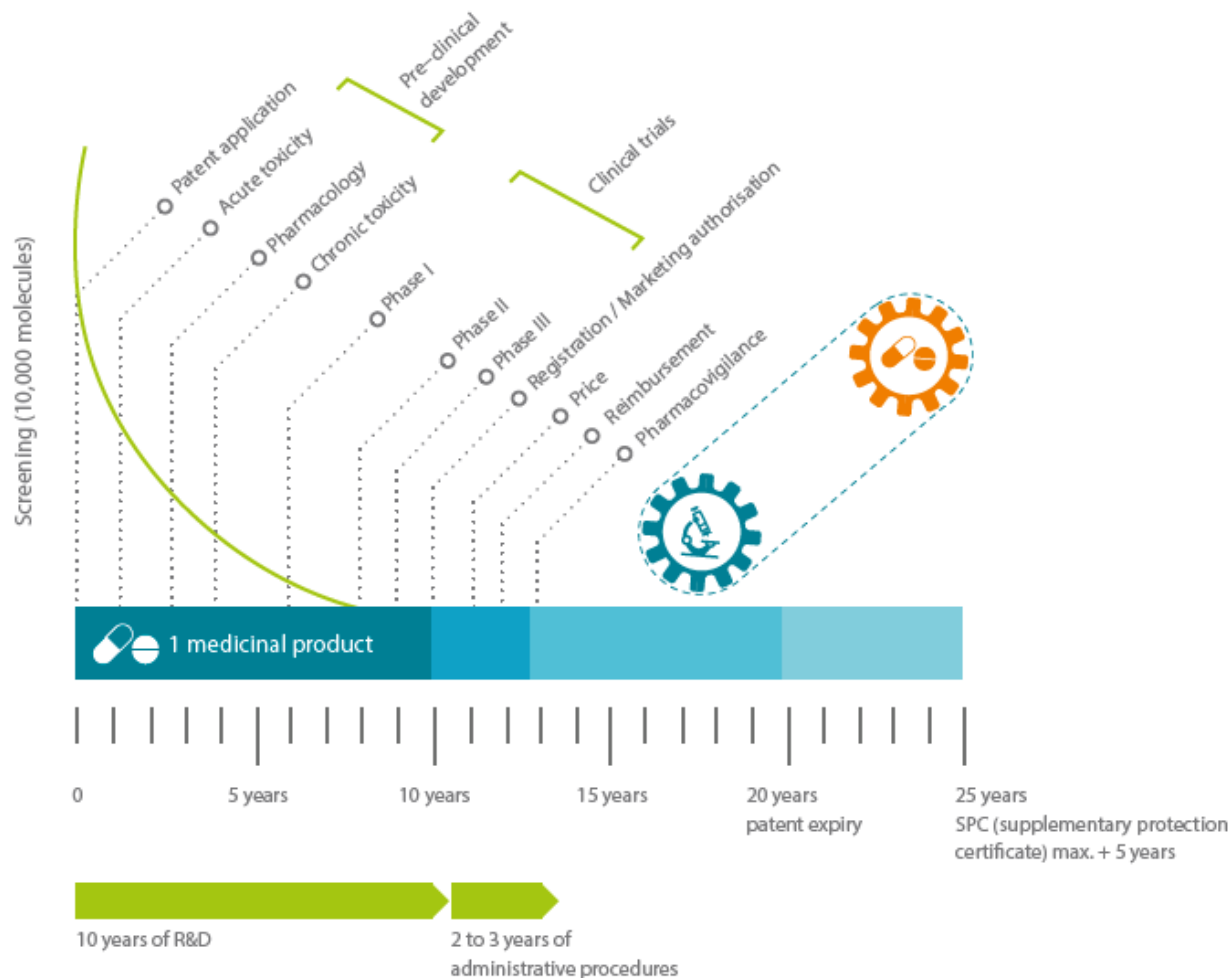 Pre–clinical
development
Clinical trials
Patent application
Acute toxicity
Pharmacology
Chronic toxicity
Phase I
Phase II
Phase III
Registration / Marketing authorisation
Price
Reimbursement
Pharmacovigilance
Screening (10,000 molecules)
1 medicinal product
0
5 years
10 years
15 years
20 years
patent expiry
25 years
SPC (supplementary protection
certificate) max. + 5 years
10 years of R&D
2 to 3 years of
administrative procedures